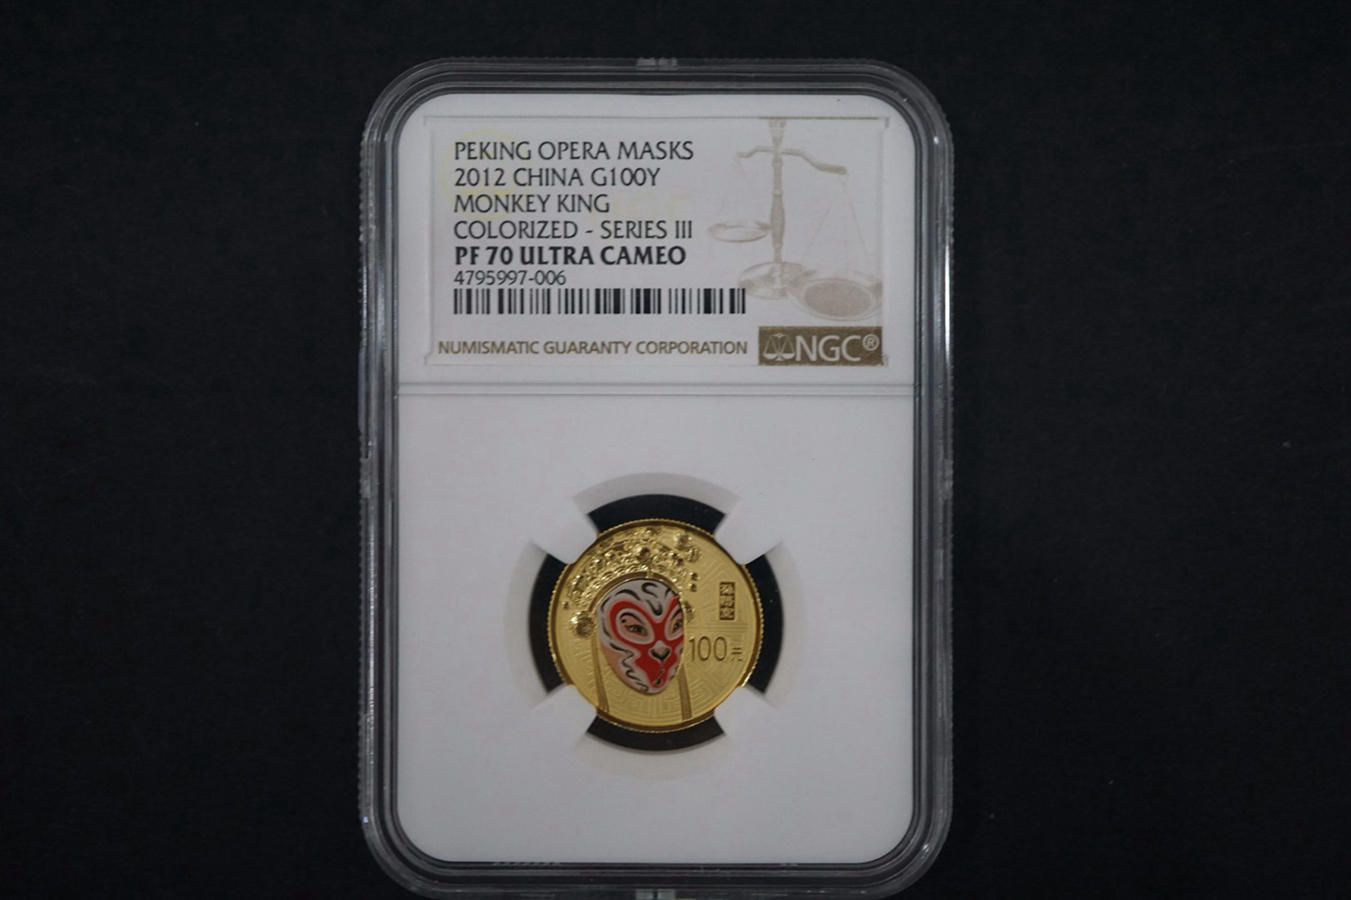 PEKING OPERA MASKS
2012 CHINA G100Y
MONKEY KING
COLORIZED - SERIES III
PF 70 ULTRA CAMEO
4795997-006
NUMISMATIC GUARANTY CORPORATION
NGC®
100元